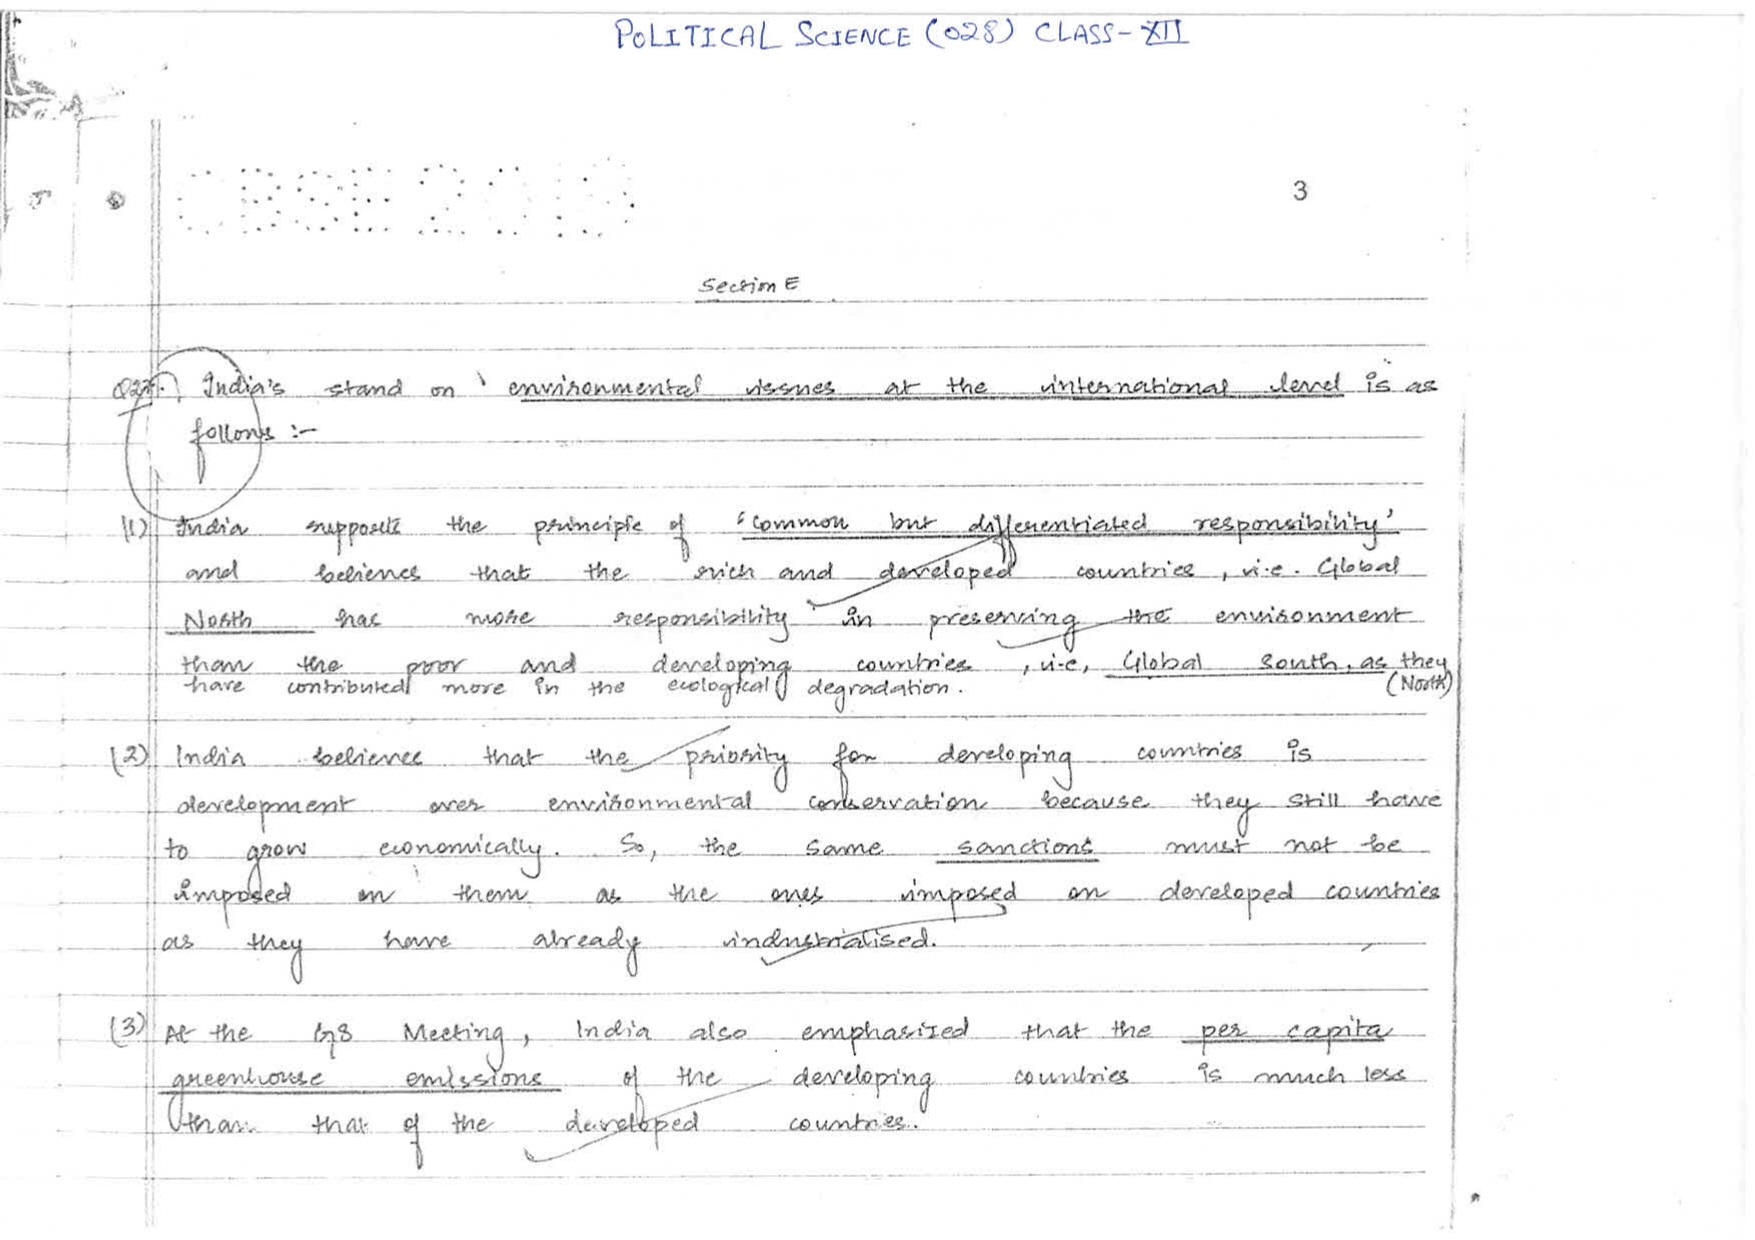 POLITICAL SCIENCE (028) CLASS-XII
CBSE 2019
3
Section E
India's stand on environmental issues at the international level is as
follows :-
(1) India supports the principle of 'common but differentiated responsibility'
and believes that the rich and developed countries, i.e. Global
North has more responsibility in preserving the environment
than the poor and developing countries, i.e, Global South, as they
(North)
have contributed more in the ecological degradation.
(2) India believes that the priority for developing countries is
development over environmental conservation because they still have
to grow economically. So, the same sanctions must not be
imposed on them as the ones imposed on developed countries
as they have already industrialised.
(3) At the G8 Meeting, India also emphasized that the per capita
greenhouse emissions of the developing countries is much less
than that of the developed countries.